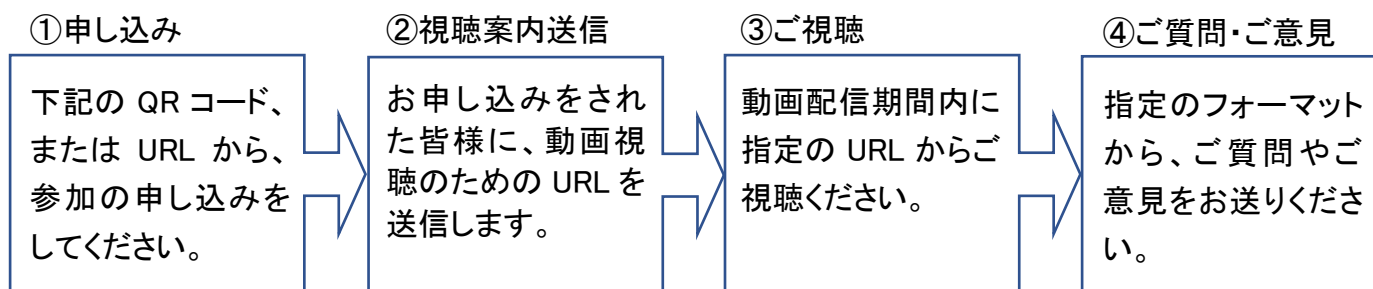 ①申し込み
下記の QR コード、
または URL から、
参加の申し込みを
してください。
②視聴案内送信
お申し込みをされ
た皆様に、動画視
聴のための URL を
送信します。
③ご視聴
動画配信期間内に
指定の URL からご
視聴ください。
④ご質問・ご意見
指定のフォーマット
から、ご質問やご
意見をお送りくださ
い。